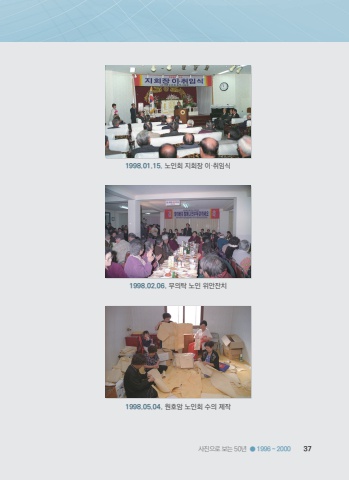 지회장 이·취임식
1998.01.15. 노인회 지회장 이·취임식
1998.02.06. 무의탁 노인 위안잔치
1998.05.04. 원호암 노인회 수의 제작
사진으로 보는 50년 ● 1996 ~ 2000 37